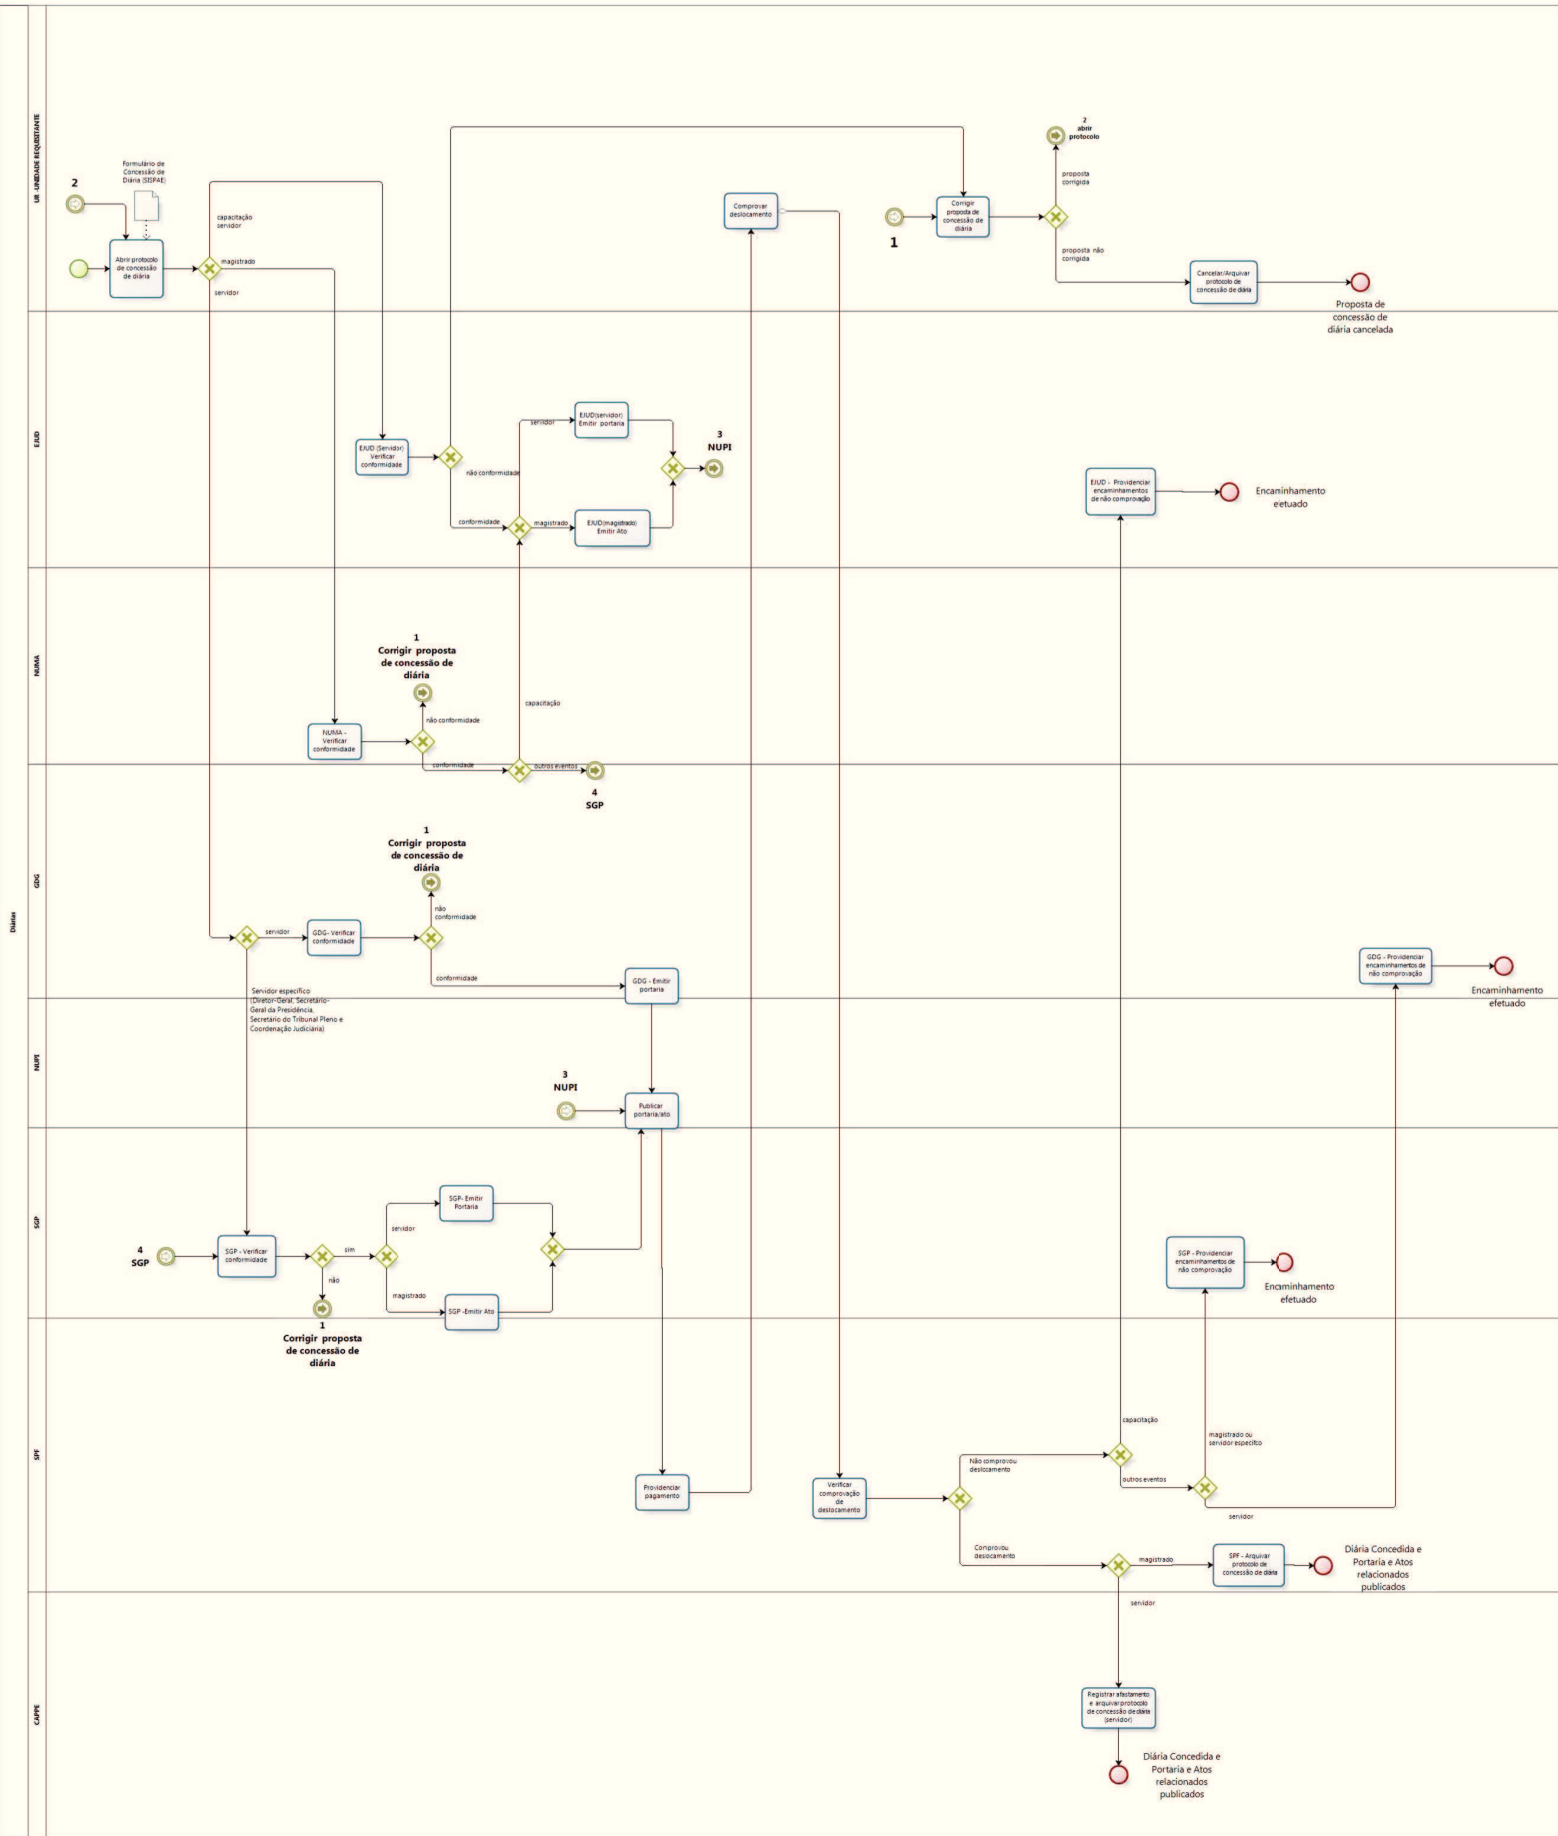 Diárias
UR -UNIDADE REQUISITANTE
2
Formulário de
Concessão de
Diária (SISPAE)
Abrir protocolo
de concessão
de diária
capacitação
servidor
magistrado
servidor
Comprovar
deslocamento
1
Corrigir
proposta de
concessão de
diária
2
abrir
protocolo
proposta
corrigida
proposta não
corrigida
Cancelar/Arquivar
protocolo de
concessão de diária
Proposta de
concessão de
diária cancelada
EJUD
EJUD (Servidor)
Verificar
conformidade
não conformidade
conformidade
servidor
magistrado
EJUD(servidor)
Emitir portaria
EJUD(magistrado)
Emitir Ato
3
NUPI
EJUD - Providenciar
encaminhamentos
de não comprovação
Encaminhamento
efetuado
NUMA
1
Corrigir proposta
de concessão de
diária
NUMA -
Verificar
conformidade
não conformidade
conformidade
capacitação
outros eventos
4
SGP
GDG
1
Corrigir proposta
de concessão de
diária
servidor
GDG- Verificar
conformidade
não
conformidade
conformidade
GDG - Emitir
portaria
GDG - Providenciar
encaminhamentos de
não comprovação
Encaminhamento
efetuado
Servidor específico
(Diretor-Geral, Secretário-
Geral da Presidência,
Secretário do Tribunal Pleno e
Coordenação Judiciária)
NUPI
3
NUPI
Publicar
portaria/ato
SGP
4
SGP
SGP - Verificar
conformidade
sim
não
1
Corrigir proposta
de concessão de
diária
servidor
magistrado
SGP- Emitir
Portaria
SGP -Emitir Ato
SGP - Providenciar
encaminhamentos de
não comprovação
Encaminhamento
efetuado
SPF
Providenciar
pagamento
Verificar
comprovação
de
deslocamento
Não comprovou
deslocamento
Comprovou
deslocamento
capacitação
outros eventos
magistrado ou
servidor específco
servidor
magistrado
SPF - Arquivar
protocolo de
concessão de diária
Diária Concedida e
Portaria e Atos
relacionados
publicados
CAPPE
servidor
Registrar afastamento
e arquivar protocolo
de concessão de diária
(servidor)
Diária Concedida e
Portaria e Atos
relacionados
publicados